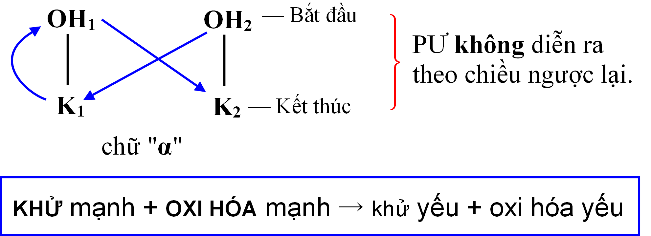 OH₁ OH₂ — Bắt đầu
K₁ K₂ — Kết thúc
chữ "α"
PƯ không diễn ra
theo chiều ngược lại.
KHỬ mạnh + OXI HÓA mạnh → khử yếu + oxi hóa yếu